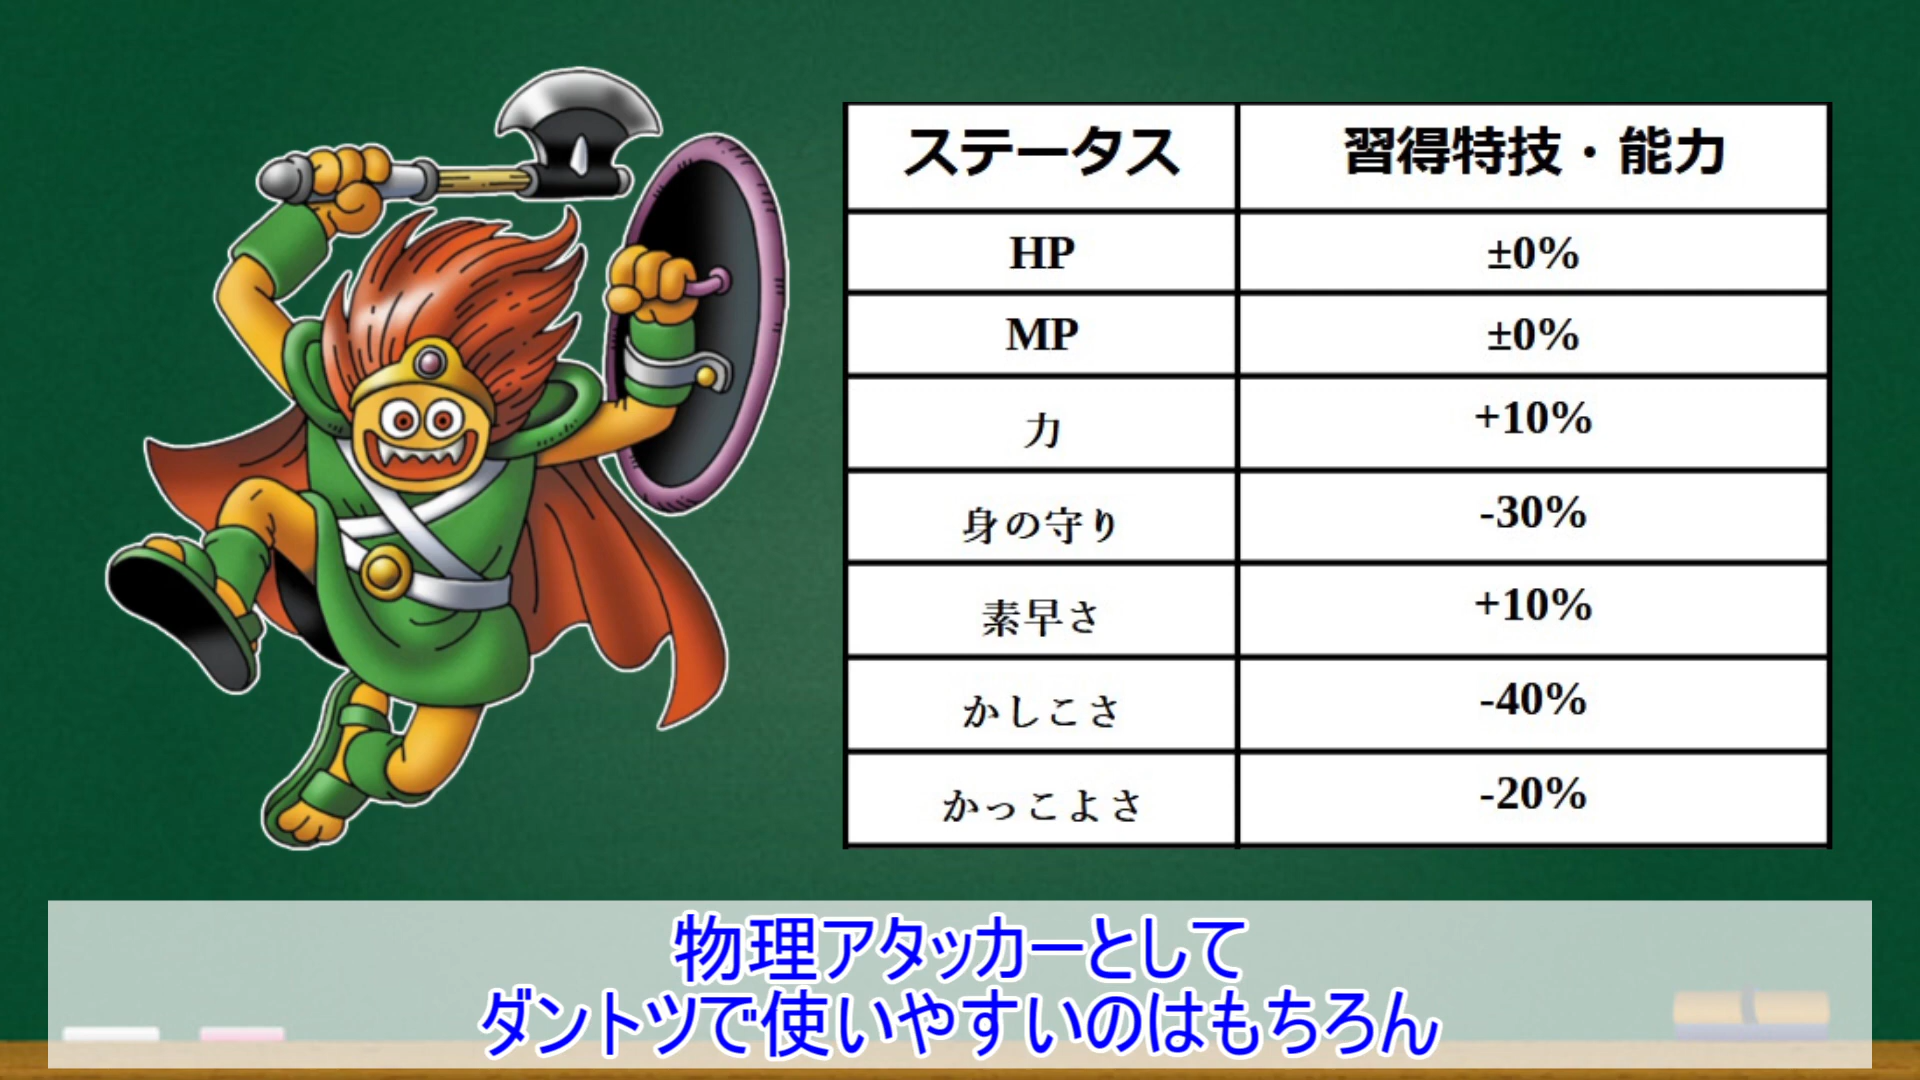 ステータス 習得特技・能力
HP ±0%
MP ±0%
力 +10%
身の守り -30%
素早さ +10%
かしこさ -40%
かっこよさ -20%
物理アタッカーとして
ダントツで使いやすいのはもちろん